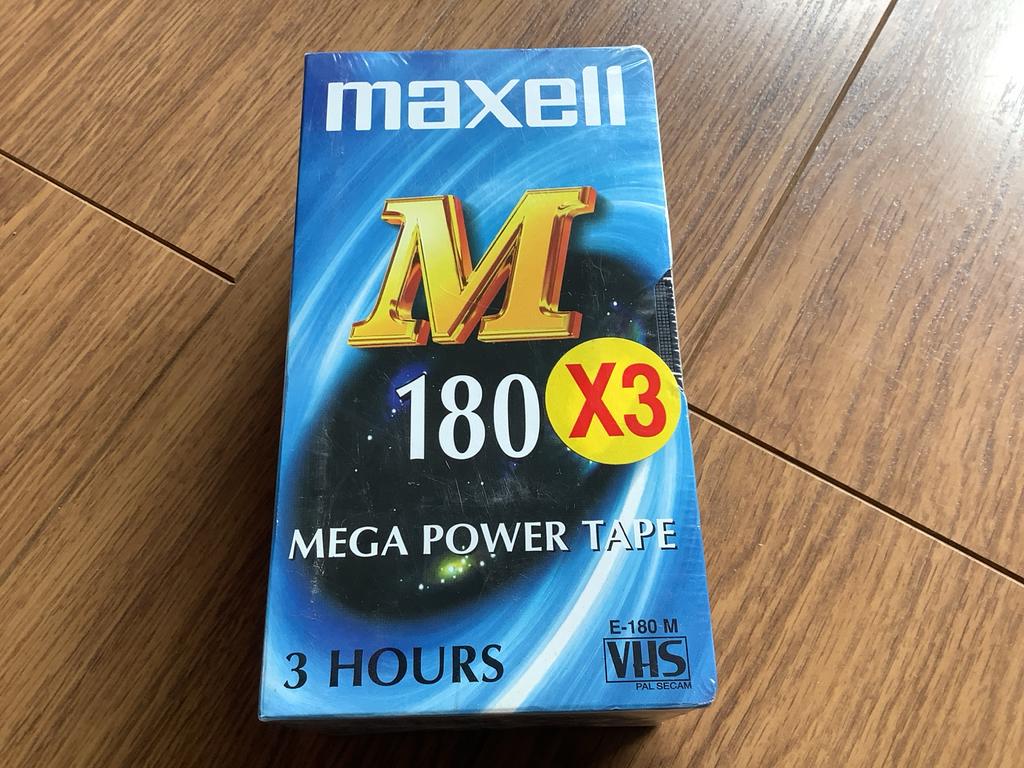 maxell
M
180
X3
MEGA POWER TAPE
3 HOURS
E-180 M
VHS
PAL SECAM